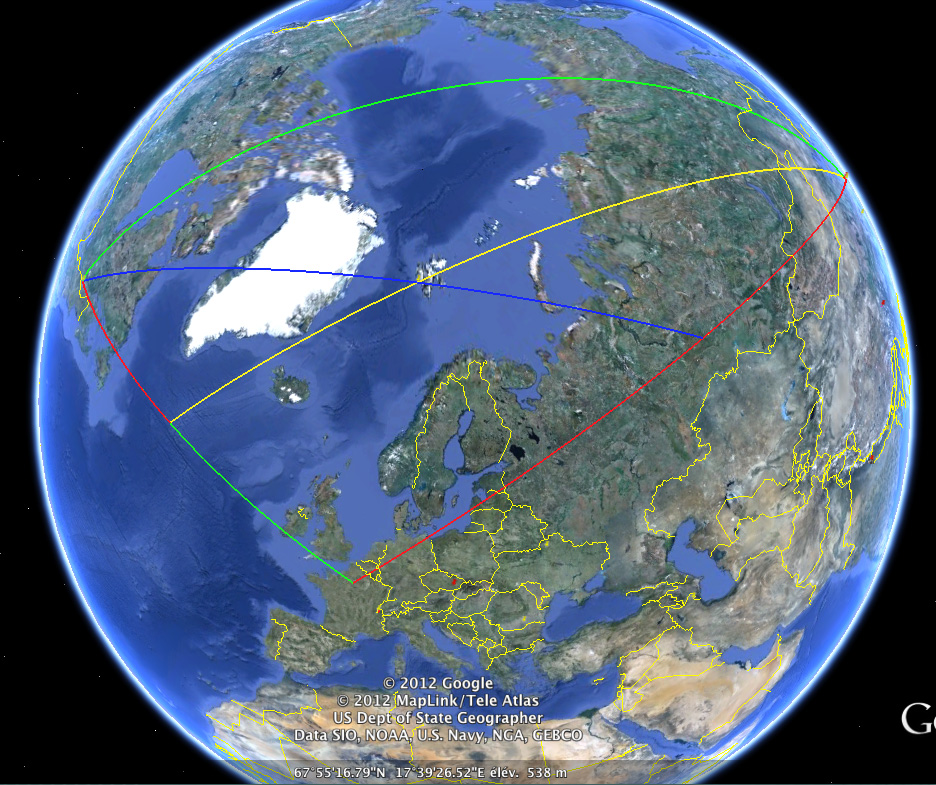 © 2012 Google
© 2012 MapLink/Tele Atlas
US Dept of State Geographer
Data SIO, NOAA, U.S. Navy, NGA, GEBCO
67°55'16.79"N 17°39'26.52"E élév. 538 m